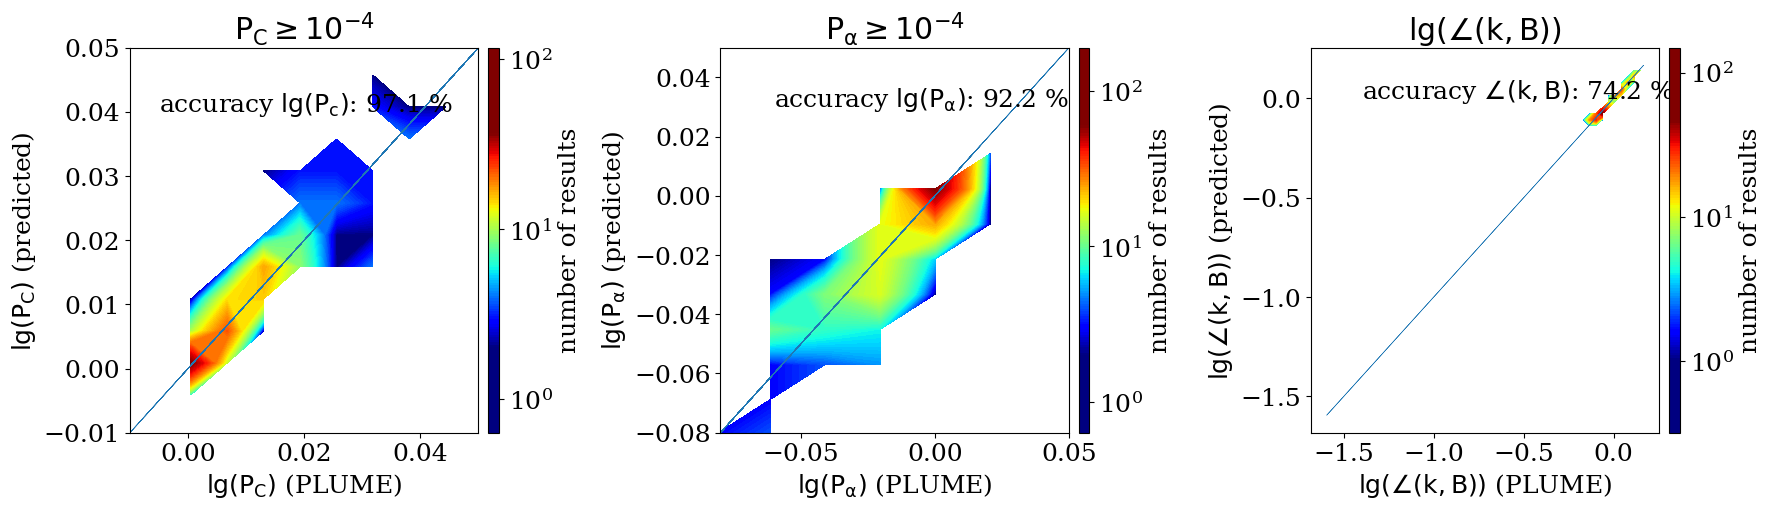 P_C ≥ 10^−4
0.05
0.04
0.03
0.02
0.01
0.00
−0.01
0.00
0.02
0.04
lg(P_C) (predicted)
lg(P_C) (PLUME)
accuracy lg(P_c): 97.1 %
10^2
10^1
10^0
number of results
P_α ≥ 10^−4
0.04
0.02
0.00
−0.02
−0.04
−0.06
−0.08
−0.05
0.00
0.05
lg(P_α) (predicted)
lg(P_α) (PLUME)
accuracy lg(P_α): 92.2 %
10^2
10^1
10^0
number of results
lg(∠(k, B))
0.0
−0.5
−1.0
−1.5
−1.5
−1.0
−0.5
0.0
lg(∠(k, B)) (predicted)
lg(∠(k, B)) (PLUME)
accuracy ∠(k, B): 74.2 %
10^2
10^1
10^0
number of results